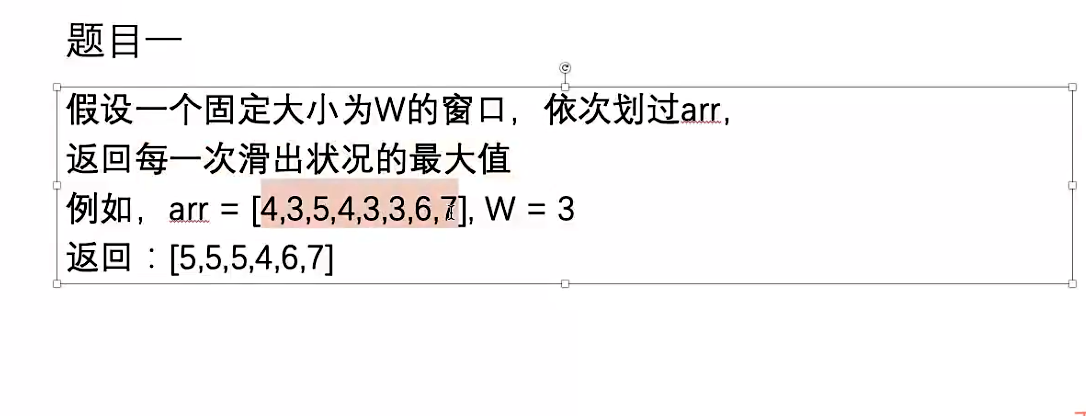 题目一
假设一个固定大小为W的窗口，依次划过arr,
返回每一次滑出状况的最大值
例如，arr = [4,3,5,4,3,3,6,7], W = 3
返回：[5,5,5,4,6,7]